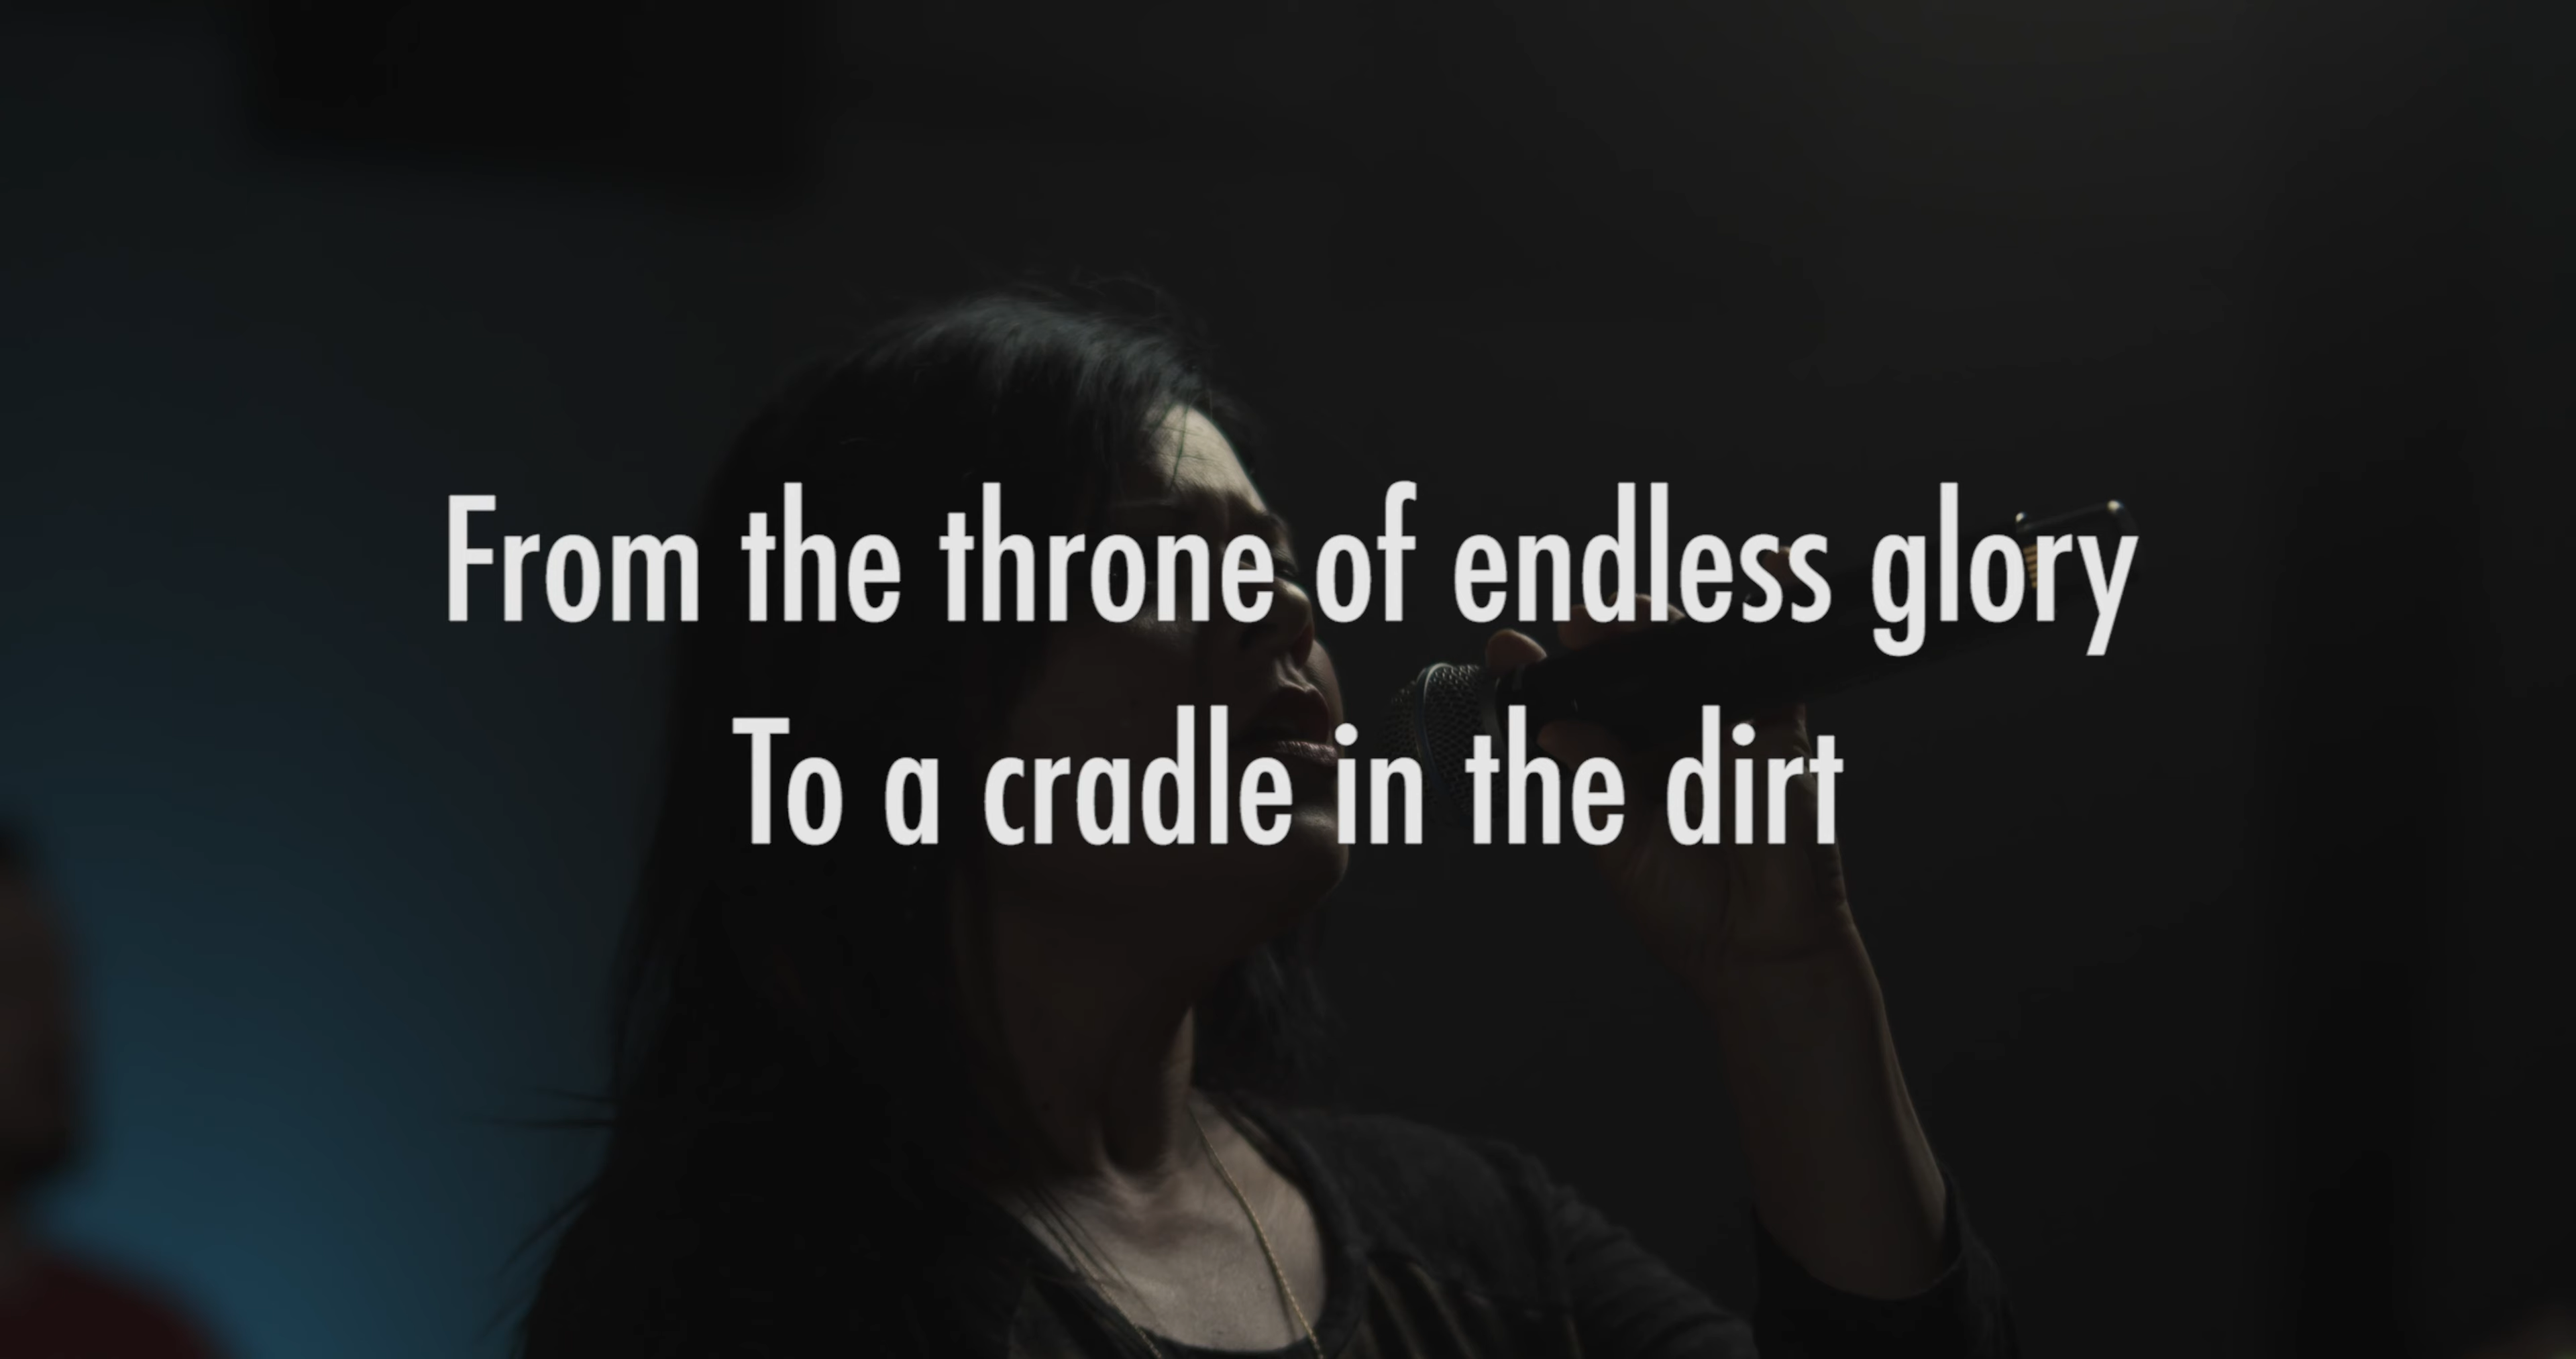 From the throne of endless glory
To a cradle in the dirt